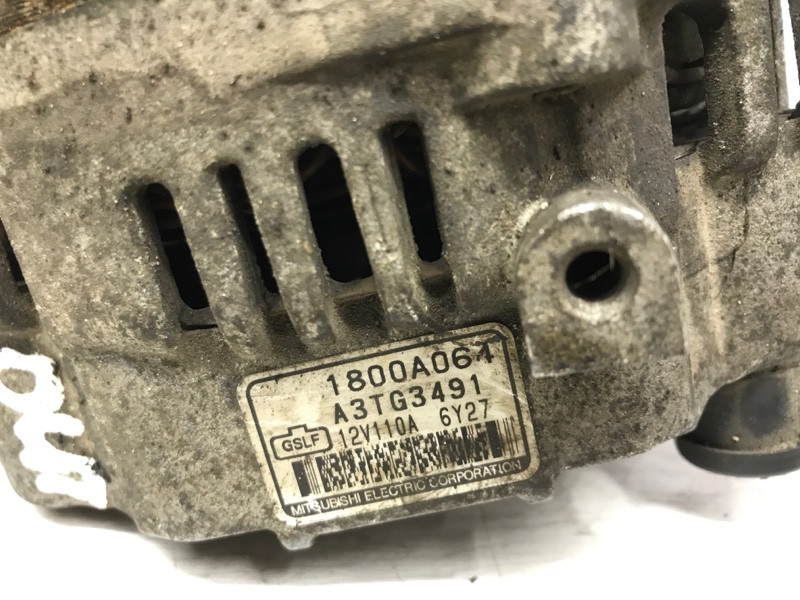 1800A064
A3TG3491
GSLF 12V110A 6Y27
MITSUBISHI ELECTRIC CORPORATION